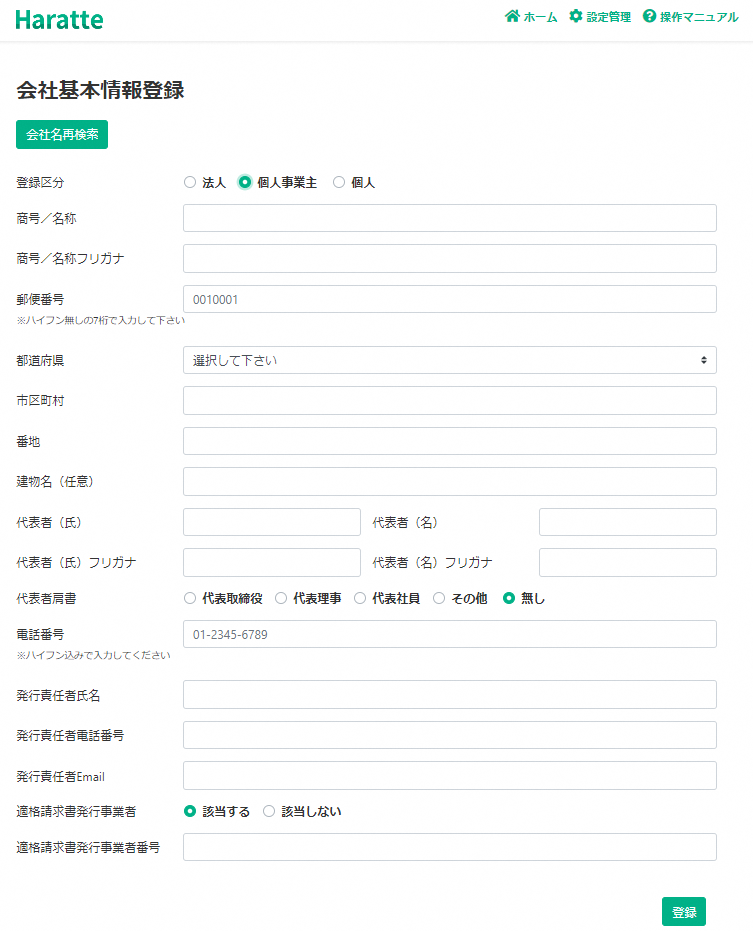 Haratte
ホーム 設定管理 操作マニュアル
会社基本情報登録
会社名再検索
登録区分 法人 個人事業主 個人
商号／名称
商号／名称フリガナ
郵便番号 0010001
※ハイフン無しの7桁で入力して下さい
都道府県 選択して下さい
市区町村
番地
建物名（任意）
代表者（氏） 代表者（名）
代表者（氏）フリガナ 代表者（名）フリガナ
代表者肩書 代表取締役 代表理事 代表社員 その他 無し
電話番号 01-2345-6789
※ハイフン込みで入力してください
発行責任者氏名
発行責任者電話番号
発行責任者Email
適格請求書発行事業者 該当する 該当しない
適格請求書発行事業者番号
登録